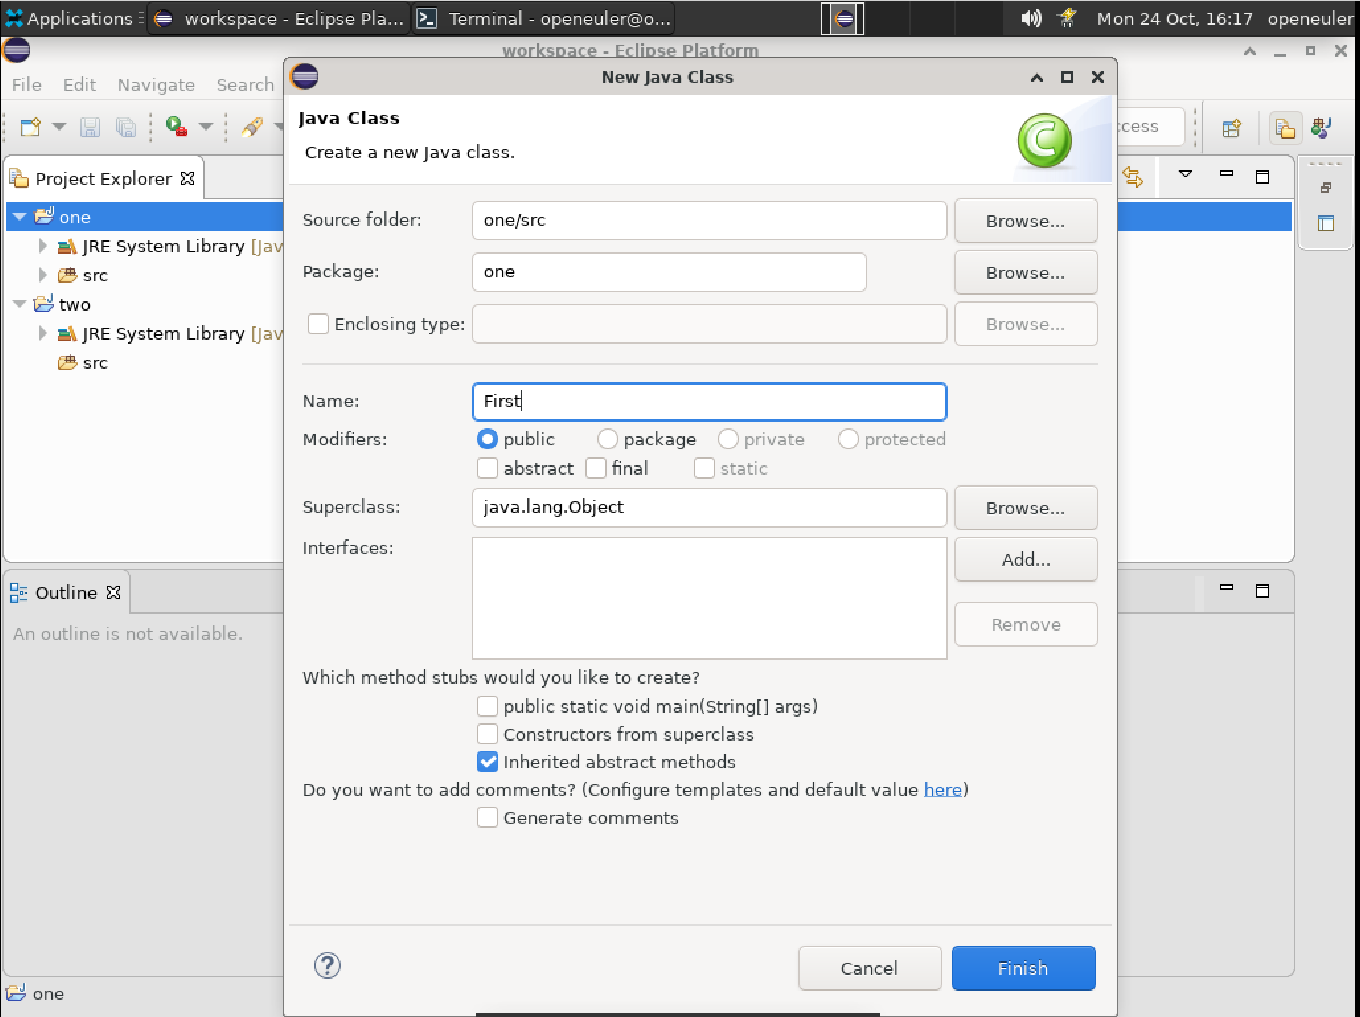 Applications
workspace - Eclipse Pla...
Terminal - openeuler@o...
Mon 24 Oct, 16:17
openeuler
workspace - Eclipse Platform
File
Edit
Navigate
Search
New Java Class
Java Class
Create a new Java class.
Project Explorer
one
JRE System Library [Jav
src
two
JRE System Library [Jav
src
Source folder:
one/src
Browse...
Package:
one
Browse...
Enclosing type:
Browse...
Name:
First
Modifiers:
public
package
private
protected
abstract
final
static
Superclass:
java.lang.Object
Browse...
Interfaces:
Add...
Remove
Which method stubs would you like to create?
public static void main(String[] args)
Constructors from superclass
Inherited abstract methods
Do you want to add comments? (Configure templates and default value here)
Generate comments
Cancel
Finish
Outline
An outline is not available.
one